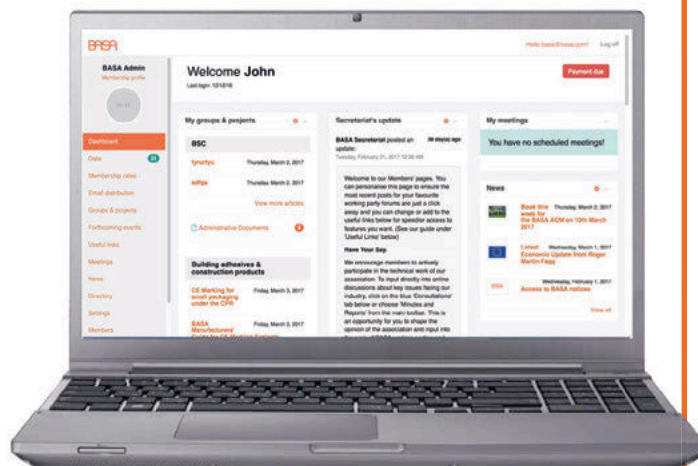 BASA
Hello basa@basa.com! Log off
BASA Admin
Membership profile
Welcome John
Payment due
My groups & projects
BSC
Thursday, March 2, 2017
Thursday, March 2, 2017
View more articles
Administrative Documents
Building adhesives &
construction products
CE Marking for Friday, March 3, 2017
small packaging
under the CPR
BASA Friday, March 3, 2017
Manufacturers'
Secretariat's update
BASA Secretariat posted an 38 day(s) ago
update:
Tuesday, February 21, 2017 12:00 AM
Welcome to our Members' pages. You
can personalise this page to ensure the
most recent posts for your favourite
working party forums are just a click
away and you can change or add to the
useful links below for speedier access to
features you want. (See our guide under
'Useful Links' below)
Have Your Say.
We encourage members to actively
participate in the technical work of our
association. To input directly into online
discussions about key issues facing our
industry, click on the blue 'Consultations'
tab below or choose 'Minutes and
Reports' from the main toolbar. This is
an opportunity for you to shape the
opinion of the association and input into
My meetings
You have no scheduled meetings!
News
Book this Thursday, March 2, 2017
week for
the BASA AGM on 10th March
2017
Latest Wednesday, March 1, 2017
Economic Update from Roger
Martin-Fagg
Wednesday, February 1, 2017
Access to BASA notices
View all
Dashboard
Data
Membership rates
Email distribution
Groups & projects
Forthcoming events
Useful links
Meetings
News
Directory
Settings
Members